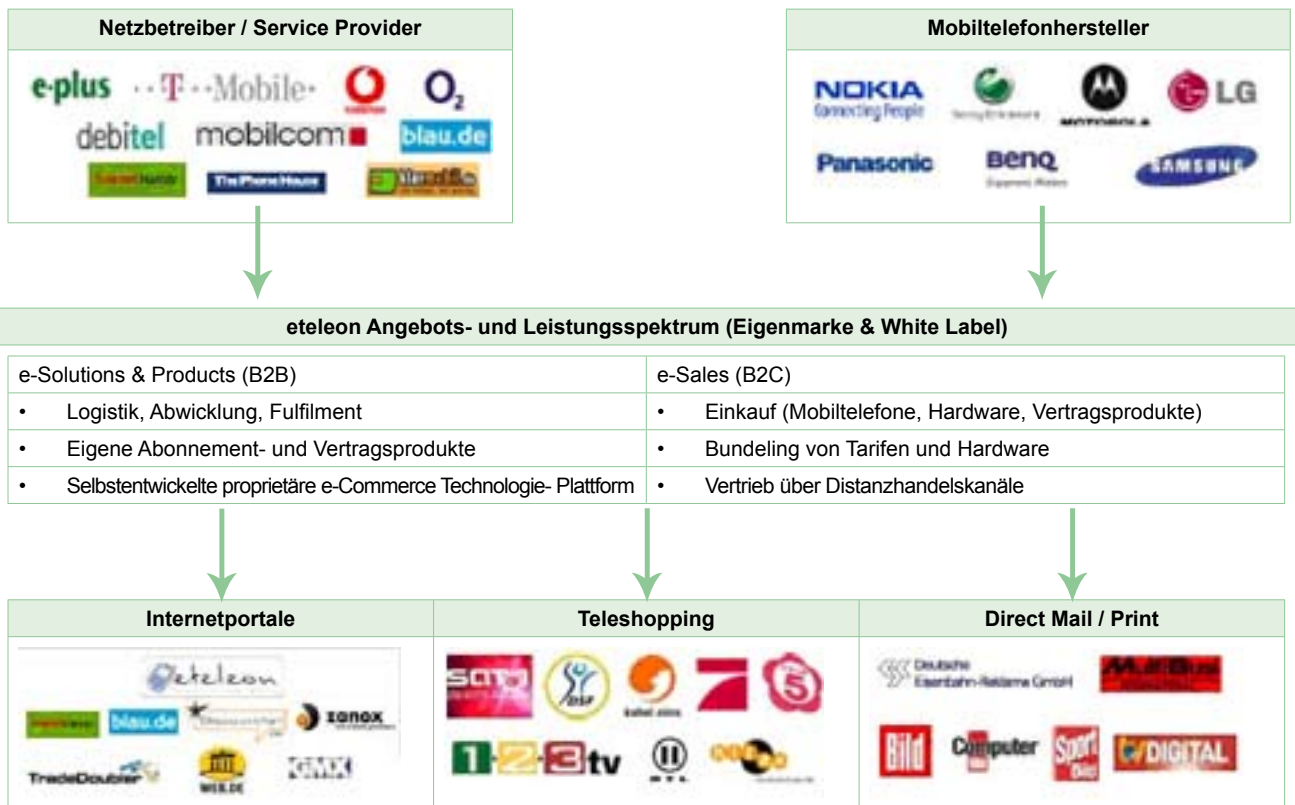 Netzbetreiber / Service Provider
e-plus ··T··Mobile· O₂
debitel mobilcom blau.de
The Phone House
Mobiltelefonhersteller
NOKIA LG
Connecting People
MOTOROLA
Panasonic BenQ SAMSUNG
eteleon Angebots- und Leistungsspektrum (Eigenmarke & White Label)
e-Solutions & Products (B2B)
• Logistik, Abwicklung, Fulfilment
• Eigene Abonnement- und Vertragsprodukte
• Selbstentwickelte proprietäre e-Commerce Technologie- Plattform
e-Sales (B2C)
• Einkauf (Mobiltelefone, Hardware, Vertragsprodukte)
• Bundeling von Tarifen und Hardware
• Vertrieb über Distanzhandelskanäle
Internetportale
eteleon
blau.de zanox
TradeDoubler WEB.DE GMX
Teleshopping
SAT1 DSF kabel eins 7 5
1-2-3tv II
Direct Mail / Print
Deutsche
Eisenbahn-Reklame GmbH
Bild Computer Sport tv DIGITAL
Bild